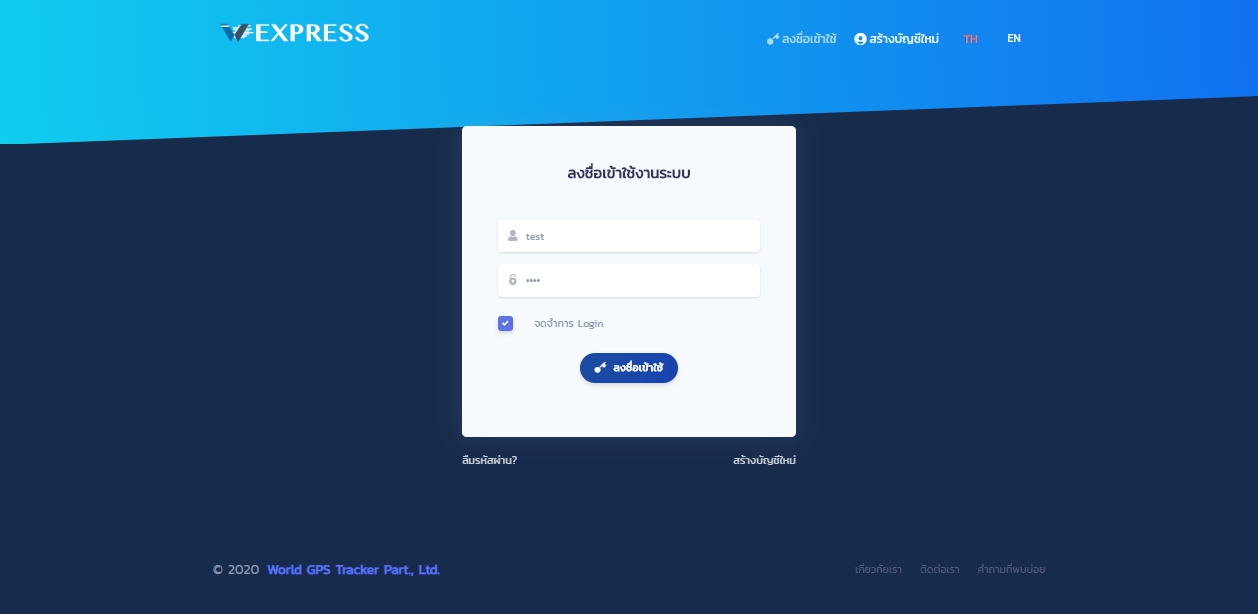 WEXPRESS
ลงชื่อเข้าใช้ สร้างบัญชีใหม่ TH EN
ลงชื่อเข้าใช้งานระบบ
test
••••
จดจำการ Login
ลงชื่อเข้าใช้
ลืมรหัสผ่าน? สร้างบัญชีใหม่
© 2020 World GPS Tracker Part., Ltd. เกี่ยวกับเรา ติดต่อเรา คำถามที่พบบ่อย